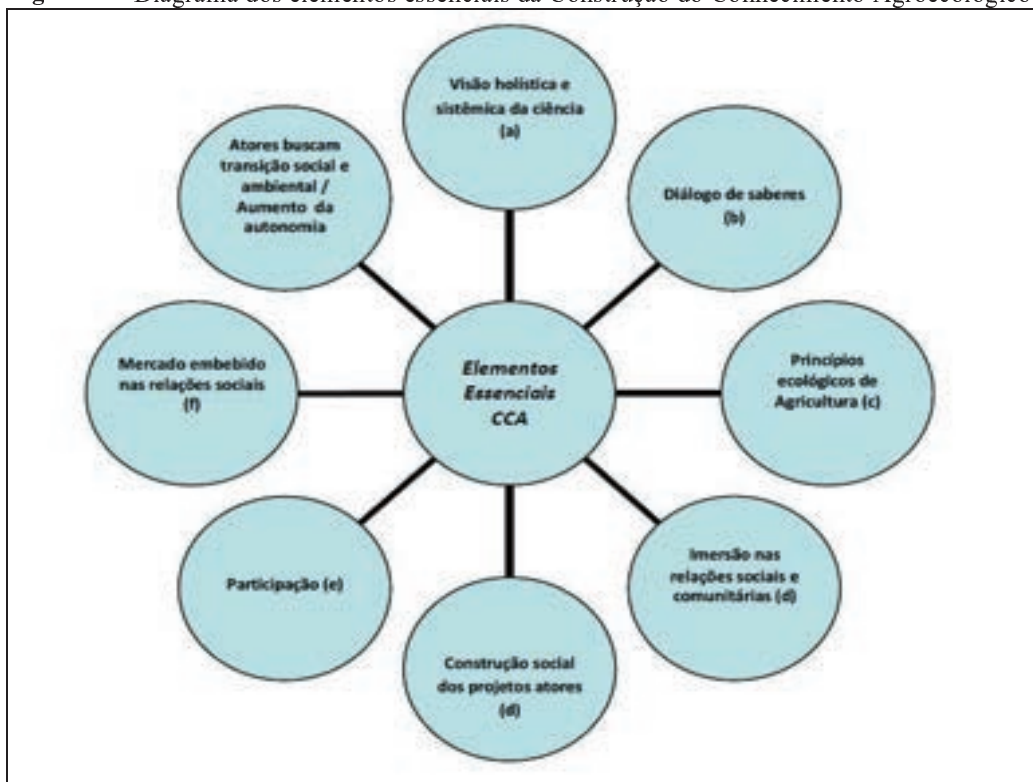 Diagrama dos elementos essenciais da Construção do Conhecimento Agroecológico
Visão holística e
sistêmica da ciência
(a)
Diálogo de saberes
(b)
Princípios
ecológicos de
Agricultura (c)
Imersão nas
relações sociais e
comunitárias (d)
Construção social
dos projetos atores
(d)
Participação (e)
Mercado embebido
nas relações sociais
(f)
Atores buscam
transição social e
ambiental /
Aumento da
autonomia
Elementos
Essenciais
CCA